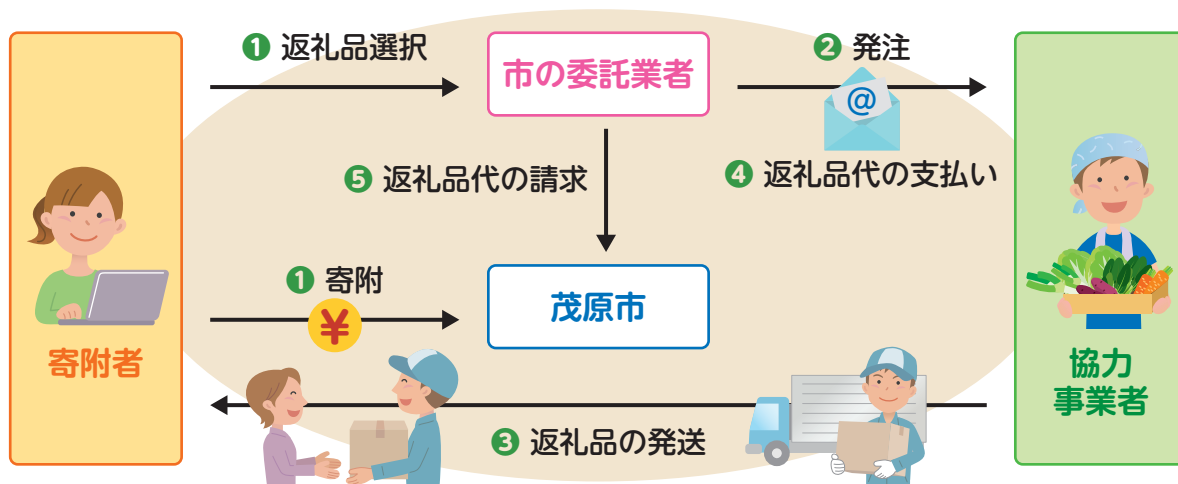 ❶ 返礼品選択
市の委託業者
❷ 発注
@
❺ 返礼品代の請求
❹ 返礼品代の支払い
❶ 寄附
¥
茂原市
寄附者
協力
事業者
❸ 返礼品の発送